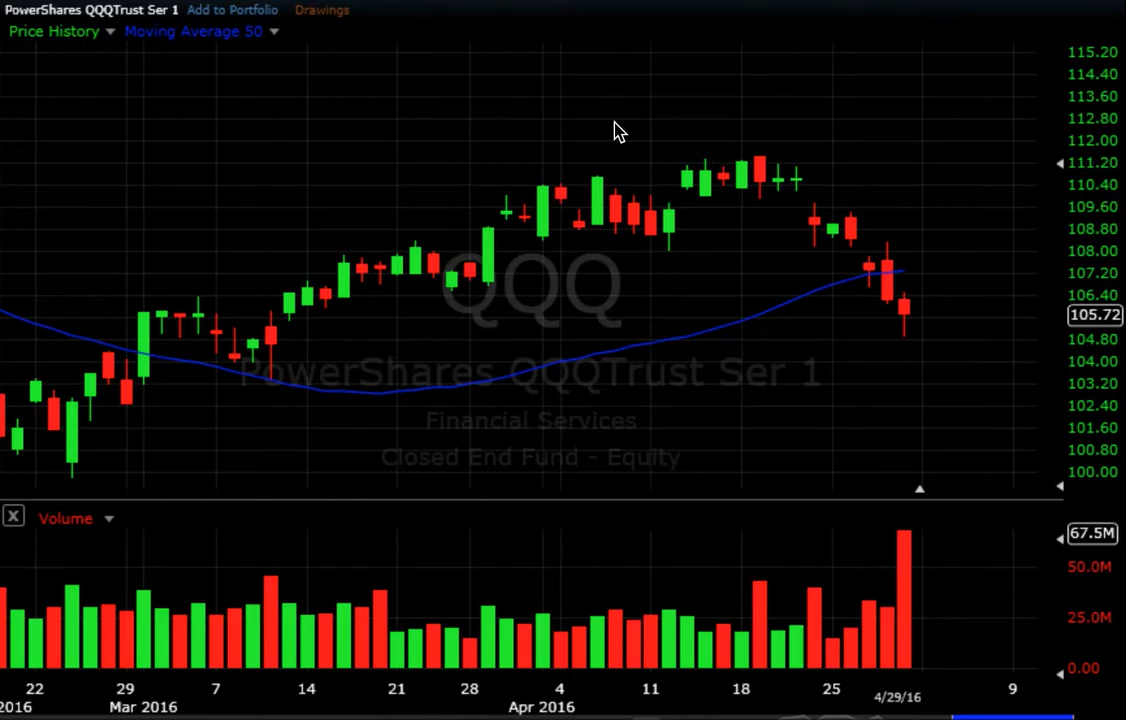 PowerShares QQQTrust Ser 1 Add to Portfolio Drawings
Price History Moving Average 50
115.20
114.40
113.60
112.80
112.00
111.20
110.40
109.60
108.80
108.00
107.20
106.40
105.72
104.80
104.00
103.20
102.40
101.60
100.80
100.00
QQQ
PowerShares QQQTrust Ser 1
Financial Services
Closed End Fund - Equity
X Volume
67.5M
50.0M
25.0M
0.00
22 29 7 14 21 28 4 11 18 25 4/29/16 9
2016 Mar 2016 Apr 2016